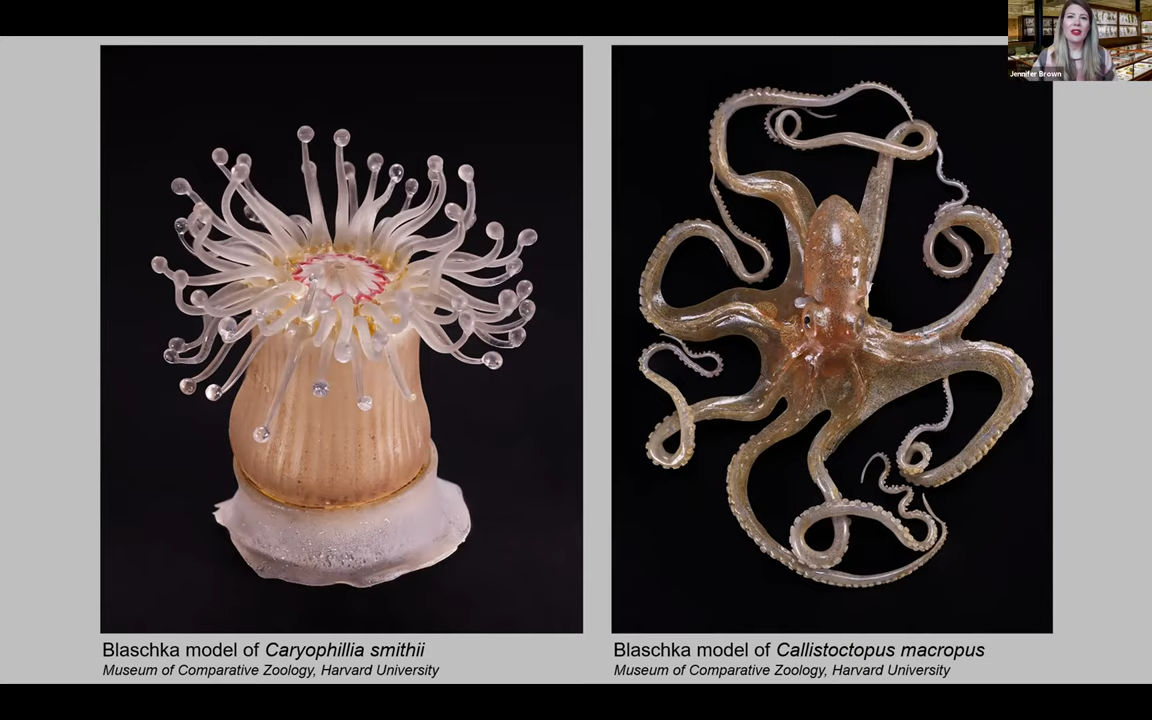 Jennifer Brown
Blaschka model of Caryophillia smithii
Museum of Comparative Zoology, Harvard University
Blaschka model of Callistoctopus macropus
Museum of Comparative Zoology, Harvard University